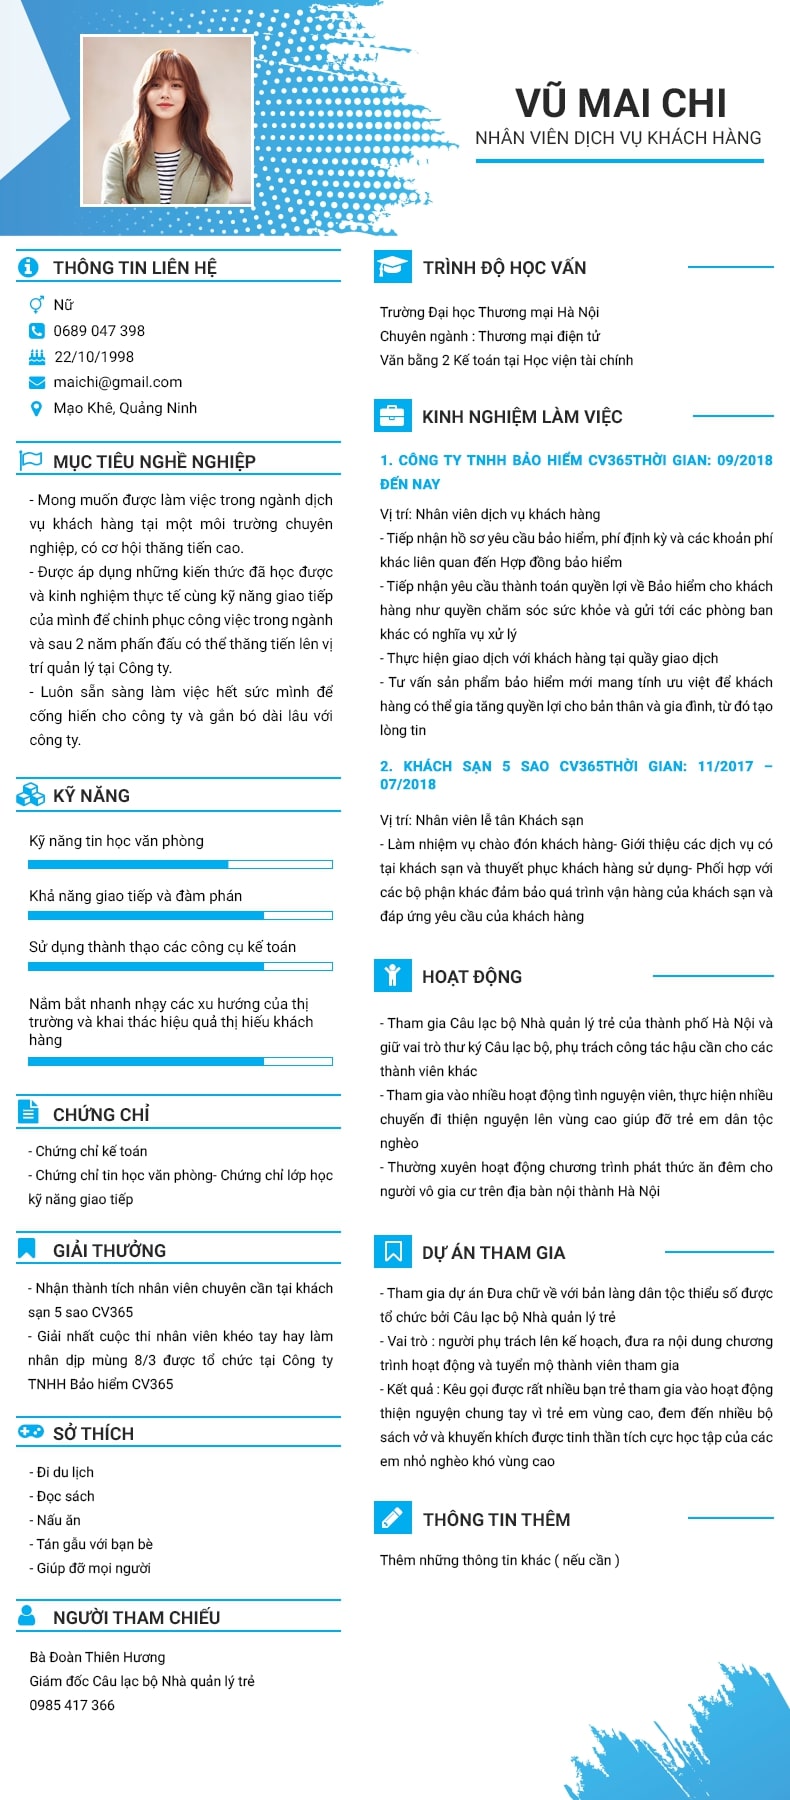 VŨ MAI CHI
NHÂN VIÊN DỊCH VỤ KHÁCH HÀNG
THÔNG TIN LIÊN HỆ
Nữ
0689 047 398
22/10/1998
maichi@gmail.com
Mạo Khê, Quảng Ninh
MỤC TIÊU NGHỀ NGHIỆP
- Mong muốn được làm việc trong ngành dịch
vụ khách hàng tại một môi trường chuyên
nghiệp, có cơ hội thăng tiến cao.
- Được áp dụng những kiến thức đã học được
và kinh nghiệm thực tế cùng kỹ năng giao tiếp
của mình để chinh phục công việc trong ngành
và sau 2 năm phấn đấu có thể thăng tiến lên vị
trí quản lý tại Công ty.
- Luôn sẵn sàng làm việc hết sức mình để
cống hiến cho công ty và gắn bó dài lâu với
công ty.
KỸ NĂNG
Kỹ năng tin học văn phòng
Khả năng giao tiếp và đàm phán
Sử dụng thành thạo các công cụ kế toán
Nắm bắt nhanh nhạy các xu hướng của thị
trường và khai thác hiệu quả thị hiếu khách
hàng
CHỨNG CHỈ
- Chứng chỉ kế toán
- Chứng chỉ tin học văn phòng- Chứng chỉ lớp học
kỹ năng giao tiếp
GIẢI THƯỞNG
- Nhận thành tích nhân viên chuyên cần tại khách
sạn 5 sao CV365
- Giải nhất cuộc thi nhân viên khéo tay hay làm
nhân dịp mùng 8/3 được tổ chức tại Công ty
TNHH Bảo hiểm CV365
SỞ THÍCH
- Đi du lịch
- Đọc sách
- Nấu ăn
- Tán gẫu với bạn bè
- Giúp đỡ mọi người
NGƯỜI THAM CHIẾU
Bà Đoàn Thiên Hương
Giám đốc Câu lạc bộ Nhà quản lý trẻ
0985 417 366
TRÌNH ĐỘ HỌC VẤN
Trường Đại học Thương mại Hà Nội
Chuyên ngành : Thương mại điện tử
Văn bằng 2 Kế toán tại Học viện tài chính
KINH NGHIỆM LÀM VIỆC
1. CÔNG TY TNHH BẢO HIỂM CV365THỜI GIAN: 09/2018
ĐẾN NAY
Vị trí: Nhân viên dịch vụ khách hàng
- Tiếp nhận hồ sơ yêu cầu bảo hiểm, phí định kỳ và các khoản phí
khác liên quan đến Hợp đồng bảo hiểm
- Tiếp nhận yêu cầu thành toán quyền lợi về Bảo hiểm cho khách
hàng như quyền chăm sóc sức khỏe và gửi tới các phòng ban
khác có nghĩa vụ xử lý
- Thực hiện giao dịch với khách hàng tại quầy giao dịch
- Tư vấn sản phẩm bảo hiểm mới mang tính ưu việt để khách
hàng có thể gia tăng quyền lợi cho bản thân và gia đình, từ đó tạo
lòng tin
2. KHÁCH SẠN 5 SAO CV365THỜI GIAN: 11/2017 –
07/2018
Vị trí: Nhân viên lễ tân Khách sạn
- Làm nhiệm vụ chào đón khách hàng- Giới thiệu các dịch vụ có
tại khách sạn và thuyết phục khách hàng sử dụng- Phối hợp với
các bộ phận khác đảm bảo quá trình vận hàng của khách sạn và
đáp ứng yêu cầu của khách hàng
HOẠT ĐỘNG
- Tham gia Câu lạc bộ Nhà quản lý trẻ của thành phố Hà Nội và
giữ vai trò thư ký Câu lạc bộ, phụ trách công tác hậu cần cho các
thành viên khác
- Tham gia vào nhiều hoạt động tình nguyện viên, thực hiện nhiều
chuyến đi thiện nguyện lên vùng cao giúp đỡ trẻ em dân tộc
nghèo
- Thường xuyên hoạt động chương trình phát thức ăn đêm cho
người vô gia cư trên địa bàn nội thành Hà Nội
DỰ ÁN THAM GIA
- Tham gia dự án Đưa chữ về với bản làng dân tộc thiểu số được
tổ chức bởi Câu lạc bộ Nhà quản lý trẻ
- Vai trò : người phụ trách lên kế hoạch, đưa ra nội dung chương
trình hoạt động và tuyển mộ thành viên tham gia
- Kết quả : Kêu gọi được rất nhiều bạn trẻ tham gia vào hoạt động
thiện nguyện chung tay vì trẻ em vùng cao, đem đến nhiều bộ
sách vở và khuyến khích được tinh thần tích cực học tập của các
em nhỏ nghèo khó vùng cao
THÔNG TIN THÊM
Thêm những thông tin khác ( nếu cần )